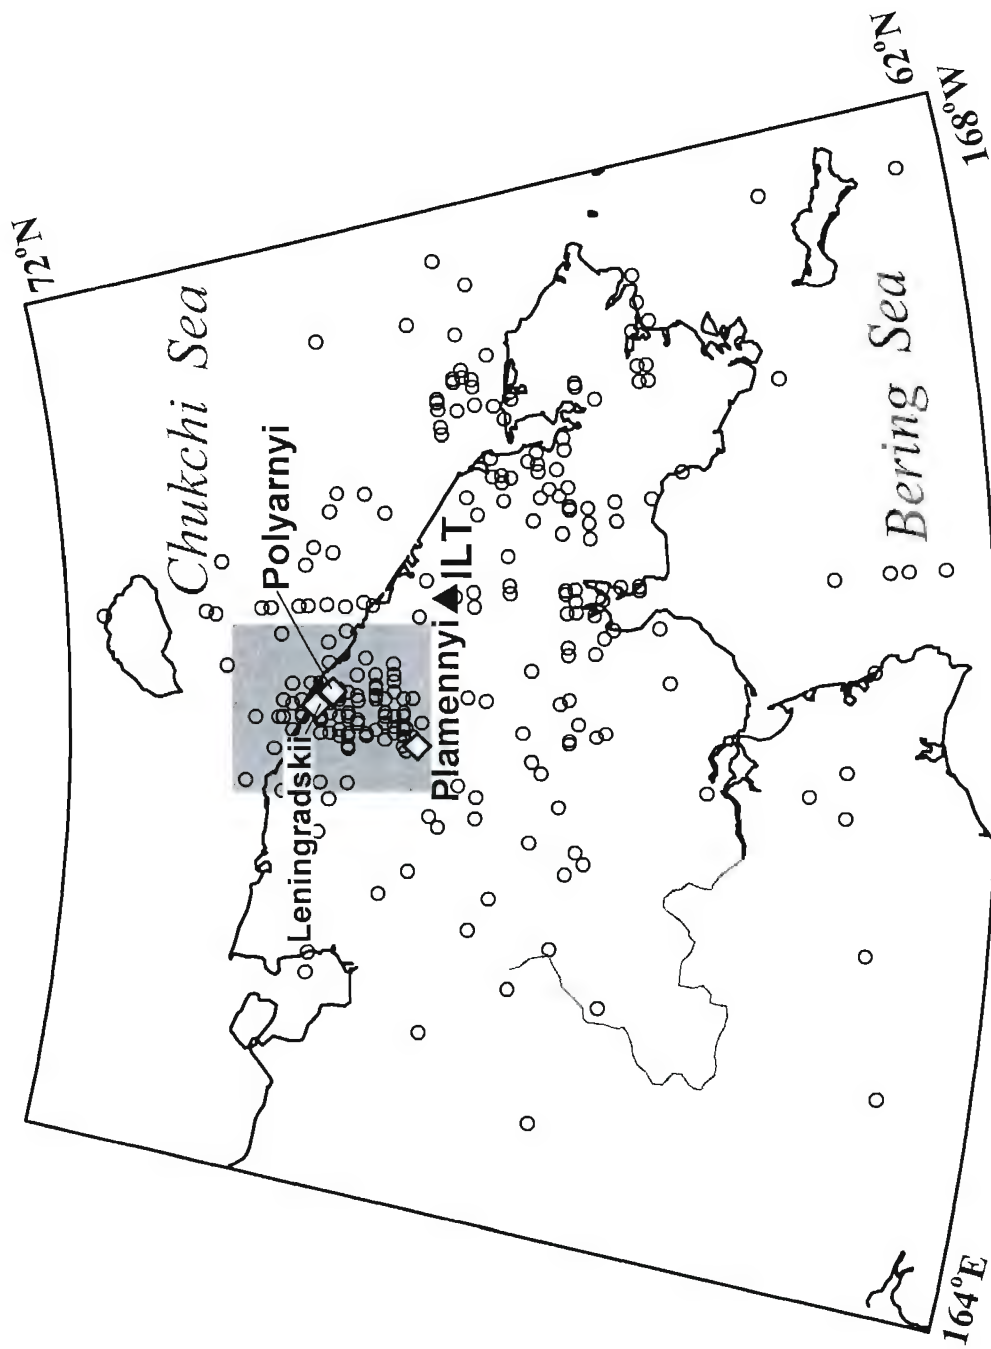 72°N
Chukchi Sea
Polyarnyi
Leningradskii
Plamennyi
ILT
Bering Sea
62°N
168°W
164°E